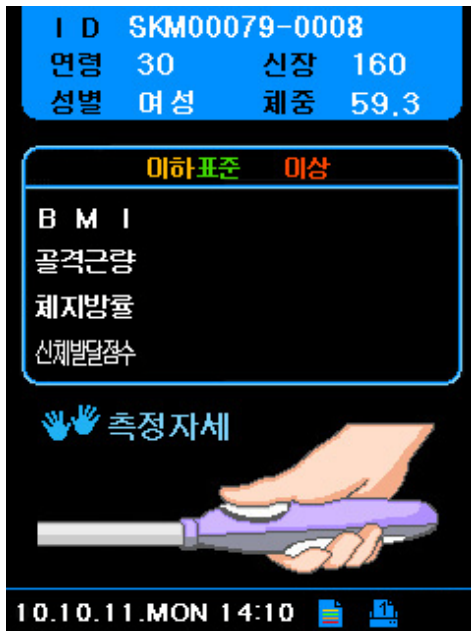 I D SKM00079-0008
연령 30 신장 160
성별 여성 체중 59.3
이하 표준 이상
B M I
골격근량
체지방률
신체발달점수
측정자세
10.10.11.MON 14:10 1